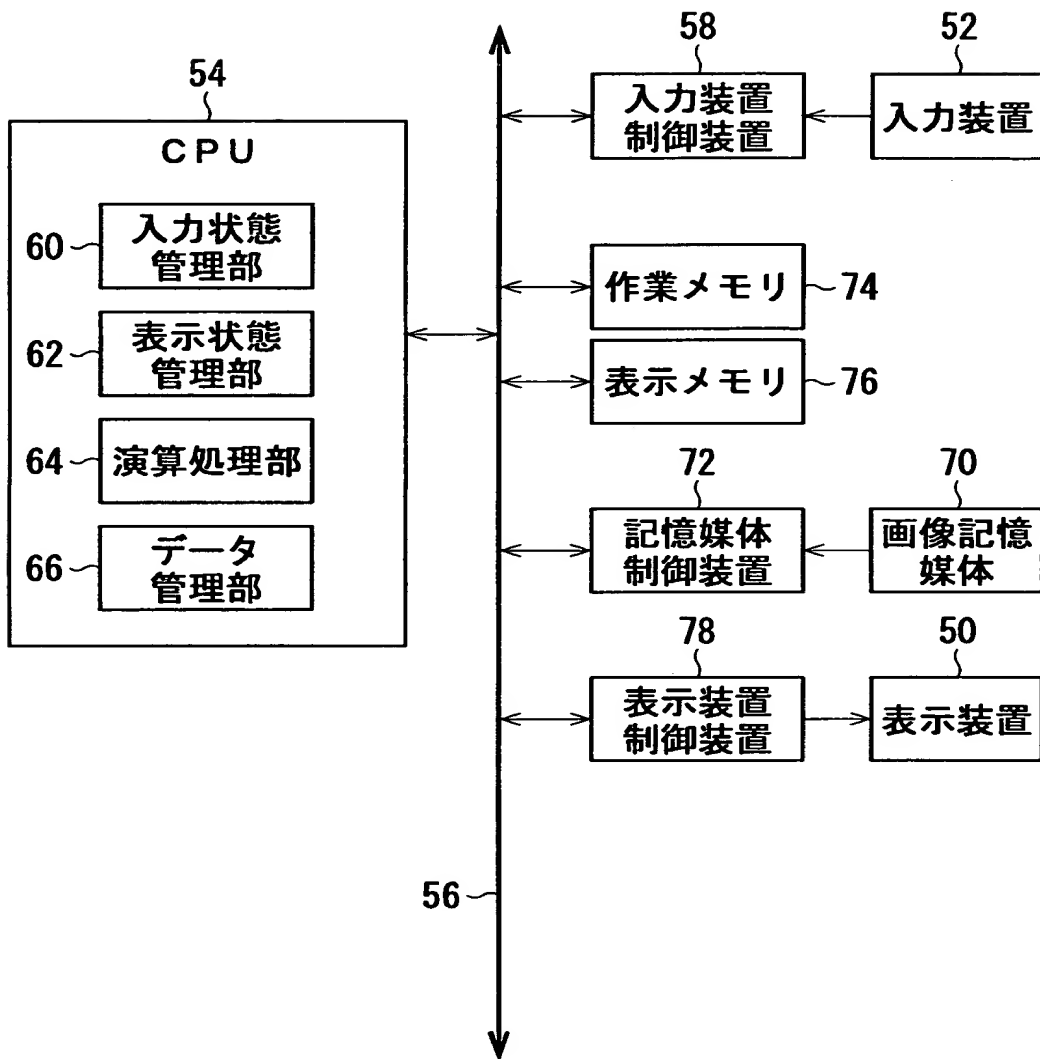 54
CPU
60
入力状態
管理部
62
表示状態
管理部
64
演算処理部
66
データ
管理部
56
58
入力装置
制御装置
52
入力装置
作業メモリ
74
表示メモリ
76
72
記憶媒体
制御装置
70
画像記憶
媒体
78
表示装置
制御装置
50
表示装置